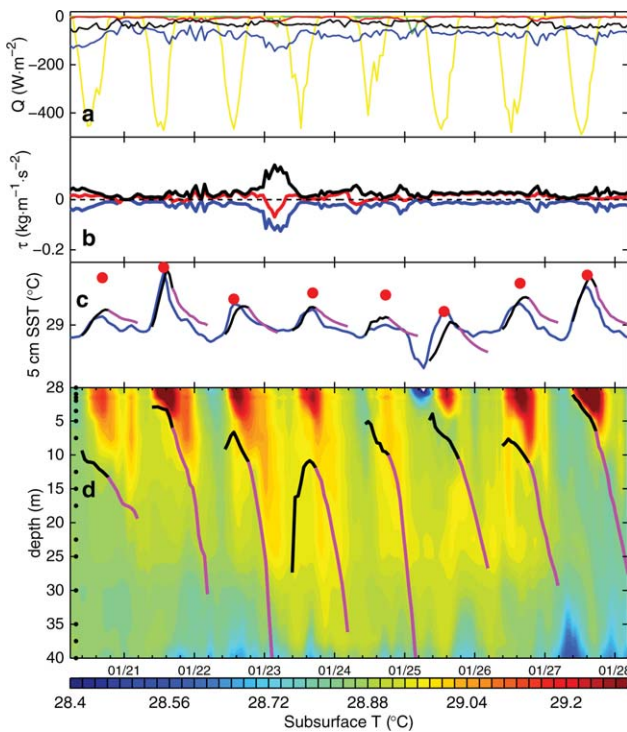 0
−200
−400
Q (W·m−2)
a
0
−0.2
τ (kg·m−1·s−2)
b
29
28
5 cm SST (°C)
c
5
10
15
20
25
30
35
40
depth (m)
d
01/21 01/22 01/23 01/24 01/25 01/26 01/27 01/28
28.4 28.56 28.72 28.88 29.04 29.2
Subsurface T (°C)